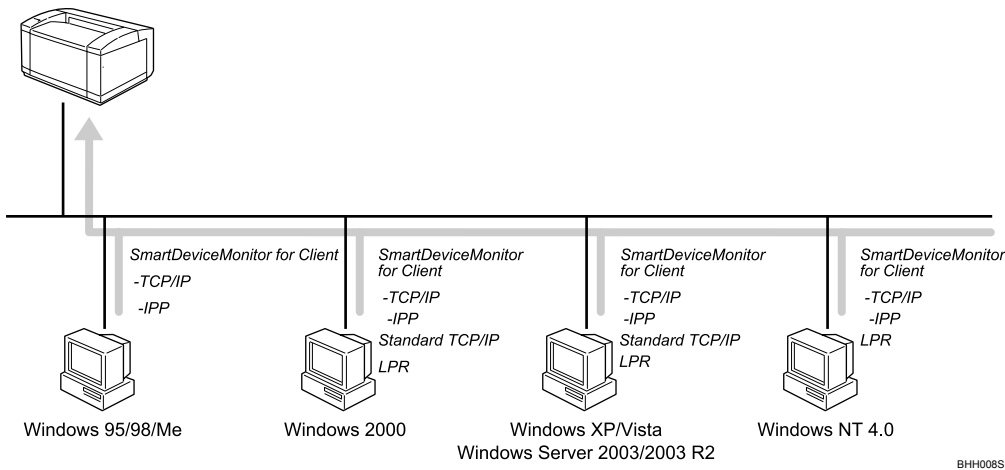 SmartDeviceMonitor for Client
-TCP/IP
-IPP
Windows 95/98/Me
SmartDeviceMonitor
for Client
-TCP/IP
-IPP
Standard TCP/IP
LPR
Windows 2000
SmartDeviceMonitor
for Client
-TCP/IP
-IPP
Standard TCP/IP
LPR
Windows XP/Vista
Windows Server 2003/2003 R2
SmartDeviceMonitor
for Client
-TCP/IP
-IPP
LPR
Windows NT 4.0
BHH008S